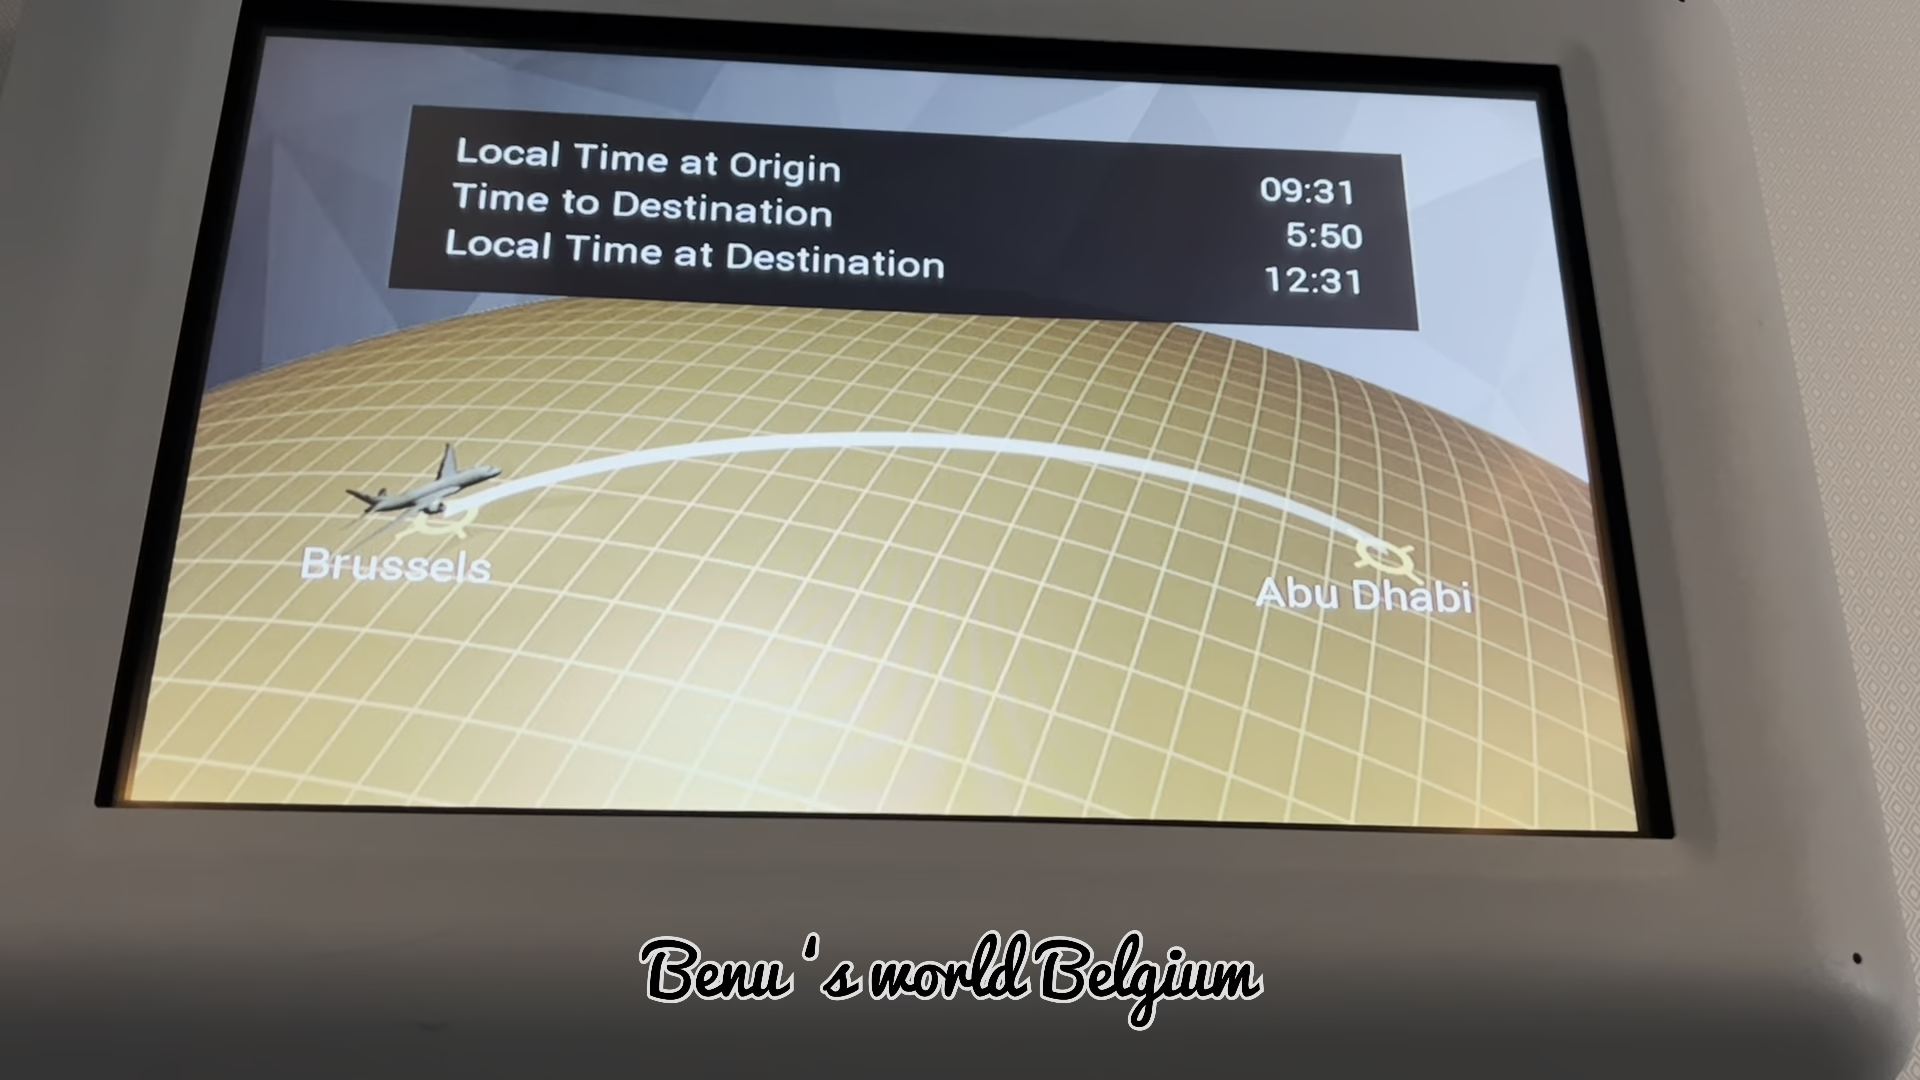 Local Time at Origin 09:31
Time to Destination 5:50
Local Time at Destination 12:31
Brussels
Abu Dhabi
Benu 's world Belgium